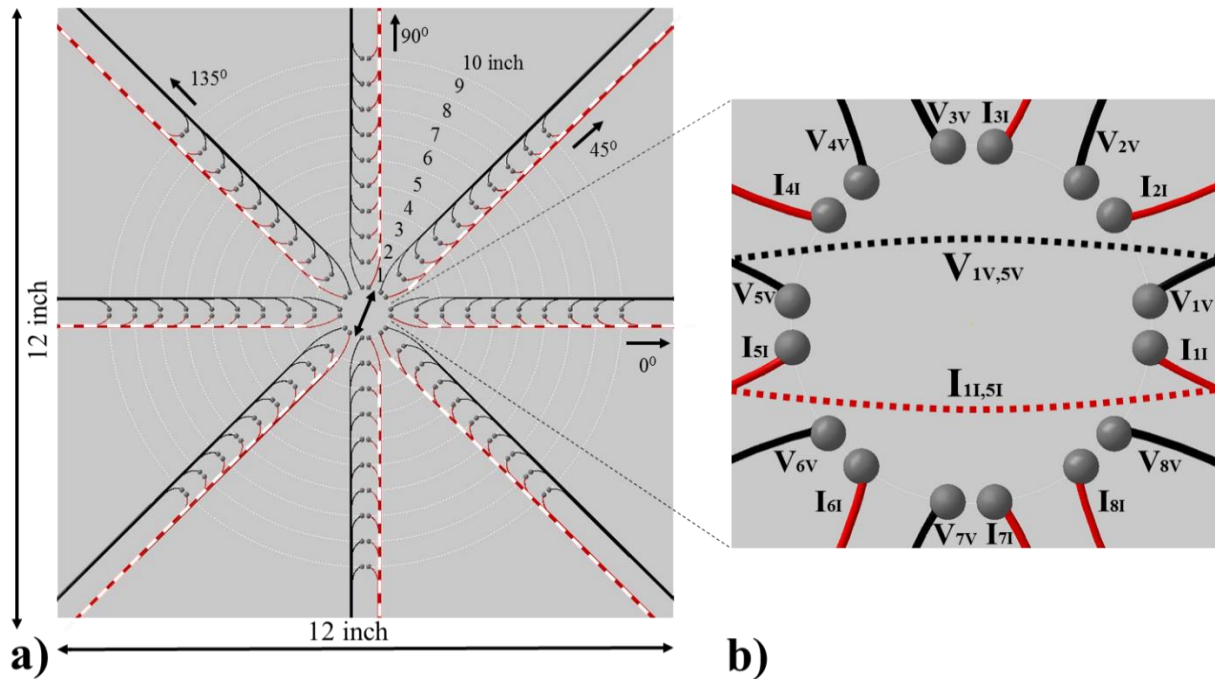 90⁰
135⁰
10 inch
9
8
7
6
5
4
3
2
1
45⁰
0⁰
12 inch
12 inch
a)
V3V I3I
V4V V2V
I4I I2I
V1V,5V
V5V V1V
I5I I1I
I1I,5I
V6V V8V
I6I I8I
V7V I7I
b)